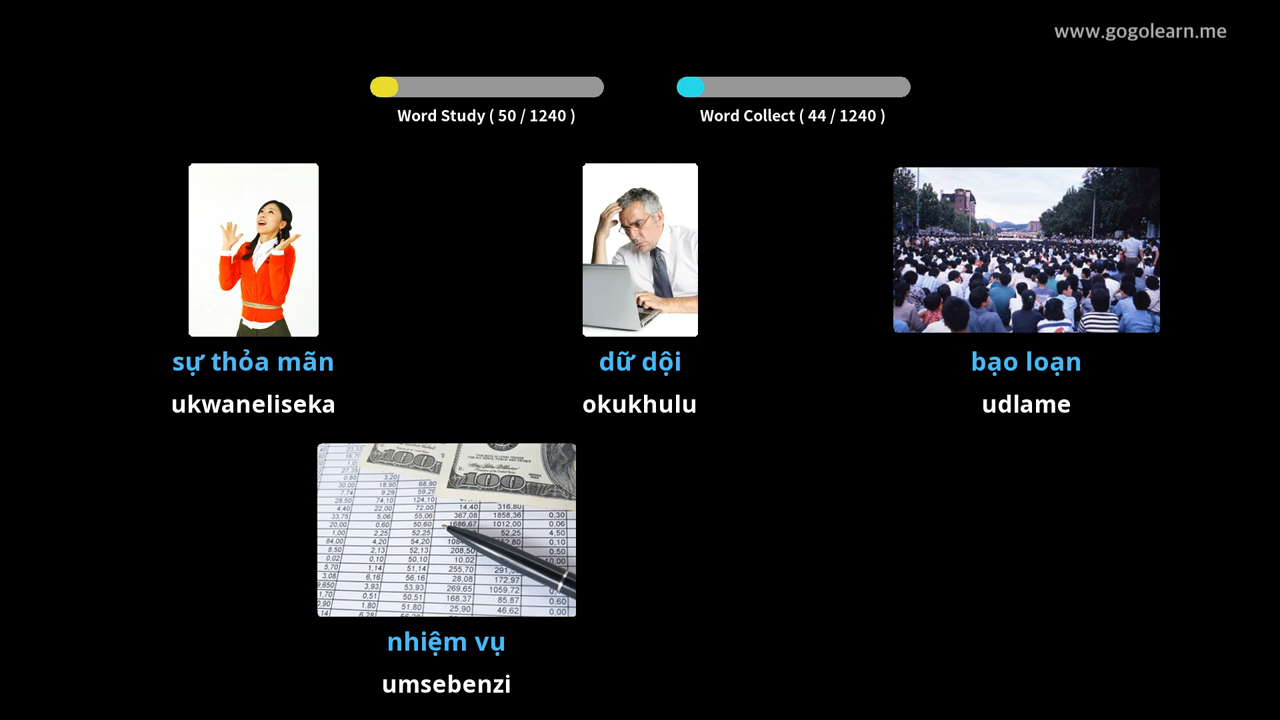 www.gogolearn.me
Word Study ( 50 / 1240 )
Word Collect ( 44 / 1240 )
sự thỏa mãn
ukwaneliseka
dữ dội
okukhulu
bạo loạn
udlame
nhiệm vụ
umsebenzi